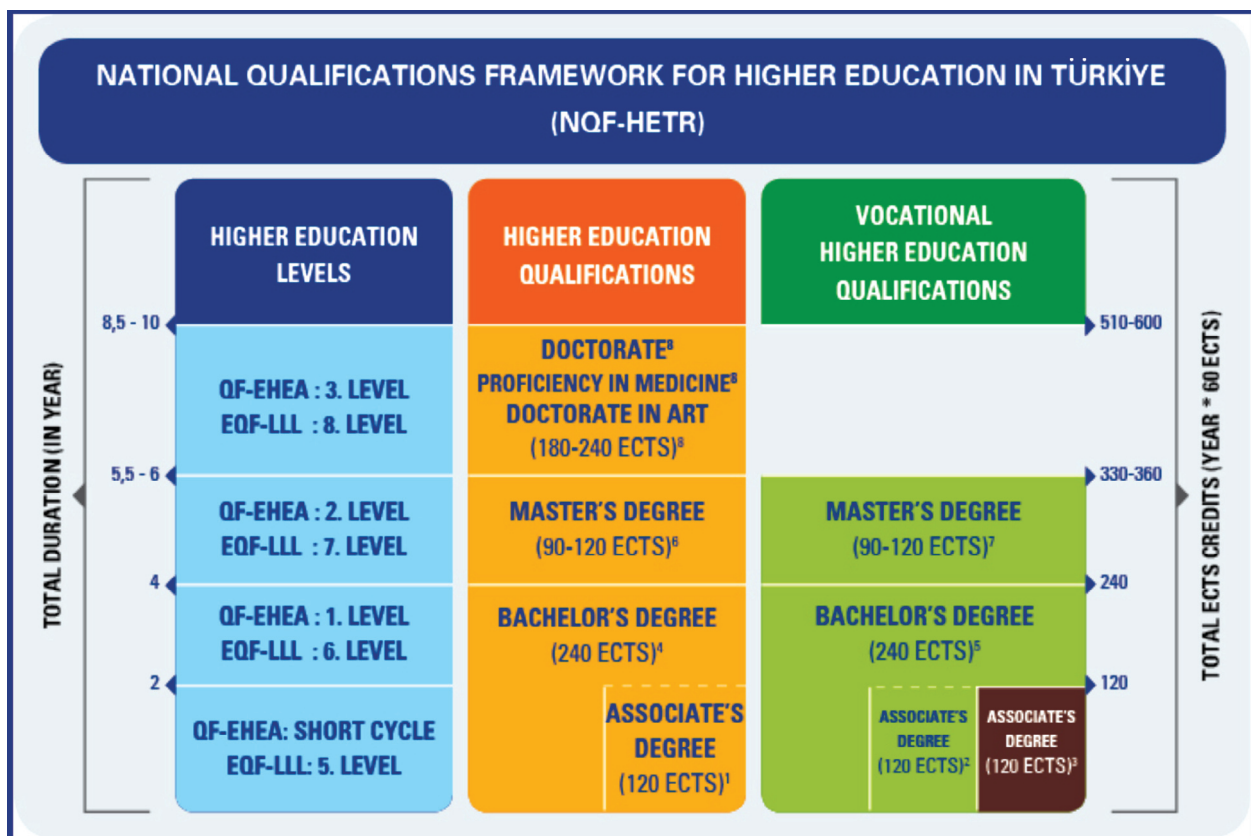 NATIONAL QUALIFICATIONS FRAMEWORK FOR HIGHER EDUCATION IN TÜRKİYE
(NQF-HETR)
TOTAL DURATION (IN YEAR)
8,5 - 10
5,5 - 6
4
2
HIGHER EDUCATION
LEVELS
QF-EHEA : 3. LEVEL
EQF-LLL : 8. LEVEL
QF-EHEA : 2. LEVEL
EQF-LLL : 7. LEVEL
QF-EHEA : 1. LEVEL
EQF-LLL : 6. LEVEL
QF-EHEA: SHORT CYCLE
EQF-LLL: 5. LEVEL
HIGHER EDUCATION
QUALIFICATIONS
DOCTORATE⁸
PROFICIENCY IN MEDICINE⁸
DOCTORATE IN ART
(180-240 ECTS)⁸
MASTER'S DEGREE
(90-120 ECTS)⁶
BACHELOR'S DEGREE
(240 ECTS)⁴
ASSOCIATE'S
DEGREE
(120 ECTS)¹
VOCATIONAL
HIGHER EDUCATION
QUALIFICATIONS
MASTER'S DEGREE
(90-120 ECTS)⁷
BACHELOR'S DEGREE
(240 ECTS)⁵
ASSOCIATE'S
DEGREE
(120 ECTS)²
ASSOCIATE'S
DEGREE
(120 ECTS)³
510-600
330-360
240
120
TOTAL ECTS CREDITS (YEAR * 60 ECTS)